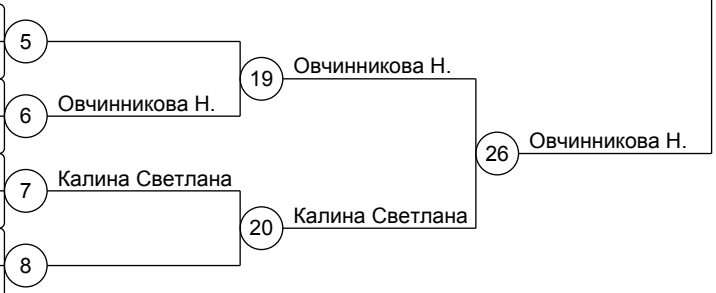 5
19 Овчинникова Н.
6 Овчинникова Н.
26 Овчинникова Н.
7 Калина Светлана
20 Калина Светлана
8